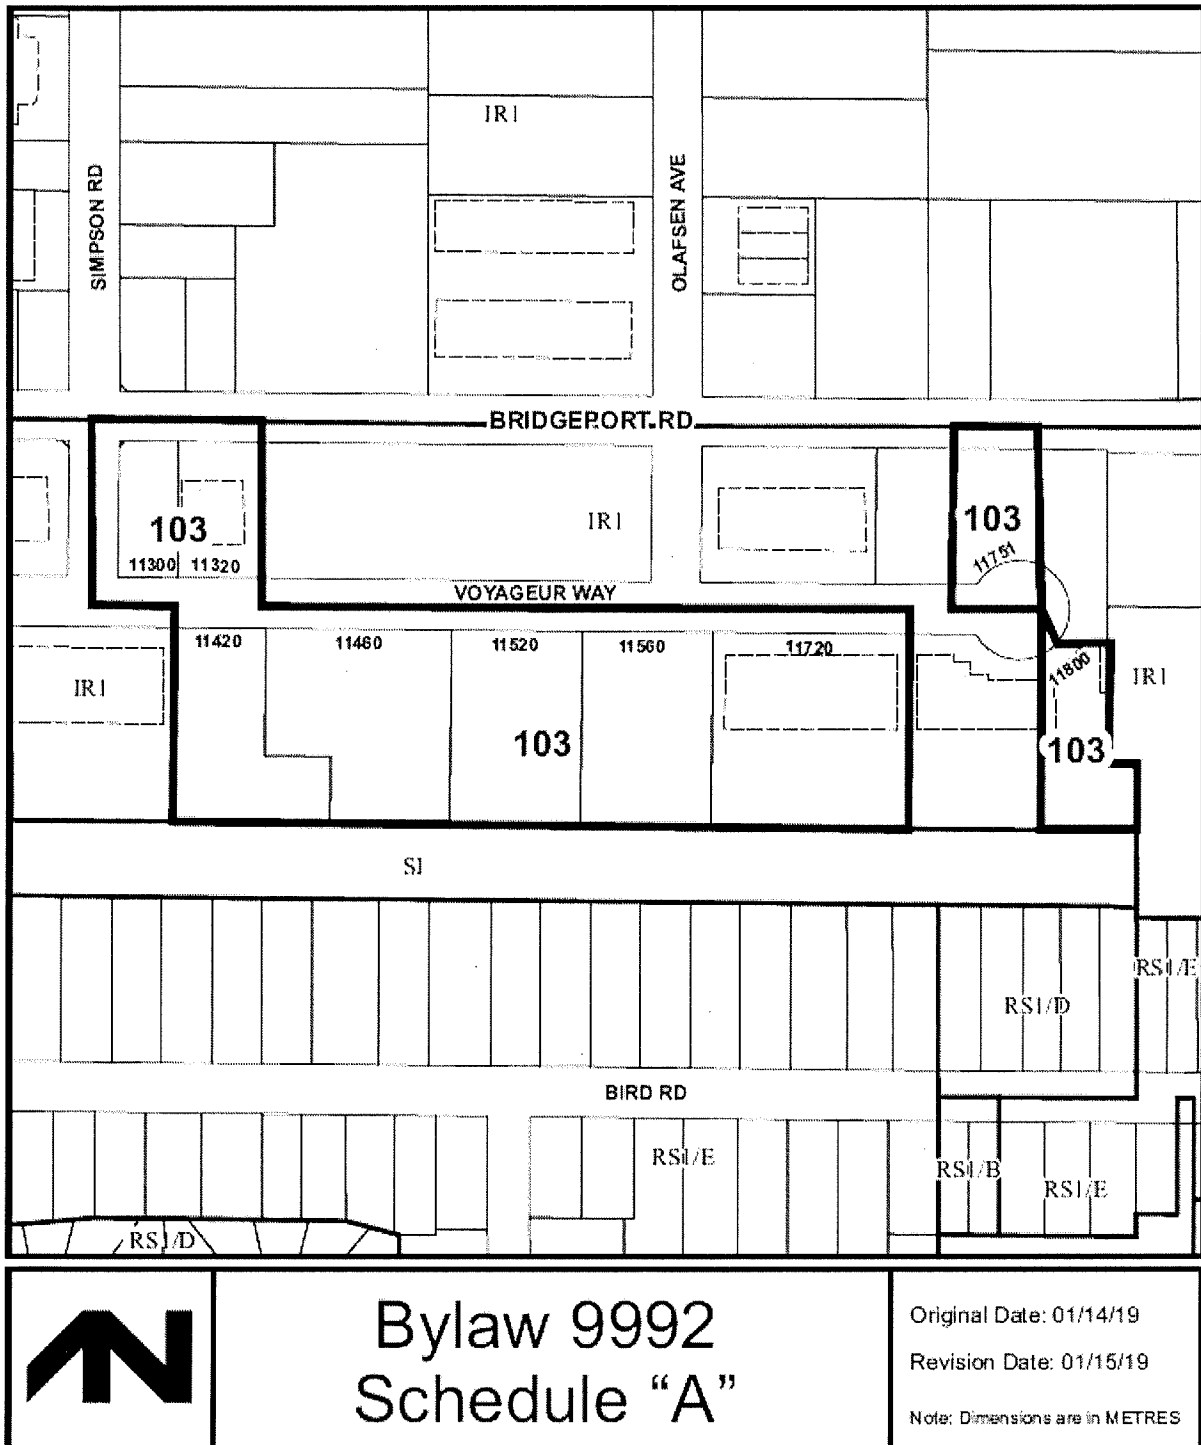 IR1
SIMPSON RD
OLAFSEN AVE
BRIDGEPORT RD
103
IR1
103
11300 11320
11751
VOYAGEUR WAY
11420 11460 11520 11560 11720
11800
IR1
IR1
103
103
S1
RS1/E
RS1/D
BIRD RD
RS1/E
RS1/B
RS1/E
RS1/D
Bylaw 9992
Schedule “A”
Original Date: 01/14/19
Revision Date: 01/15/19
Note: Dimensions are in METRES